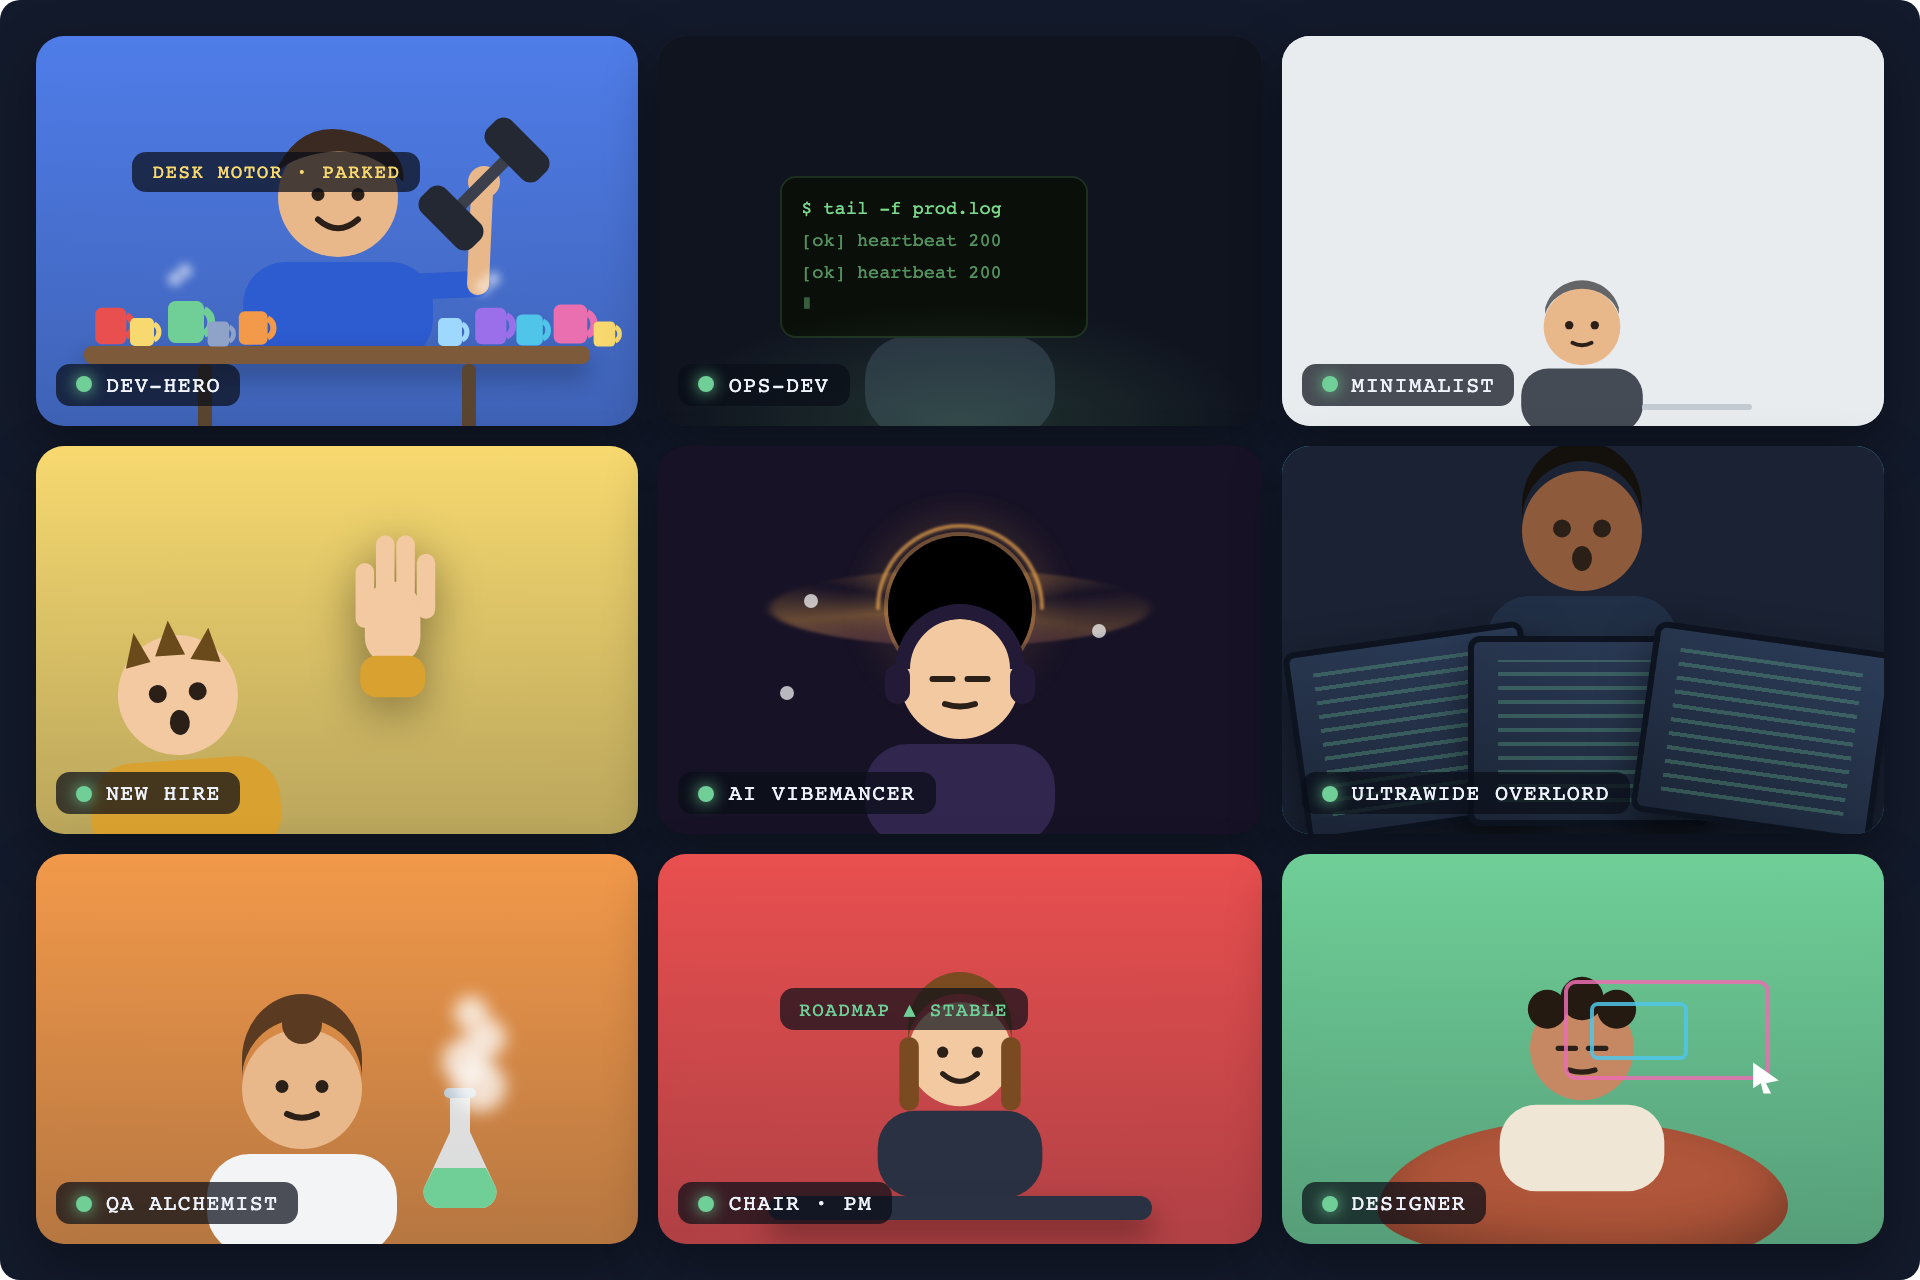 DESK MOTOR · PARKED
DEV-HERO
$ tail -f prod.log
[ok] heartbeat 200
[ok] heartbeat 200
OPS-DEV
MINIMALIST
NEW HIRE
AI VIBEMANCER
ULTRAWIDE OVERLORD
QA ALCHEMIST
ROADMAP ▲ STABLE
CHAIR · PM
DESIGNER